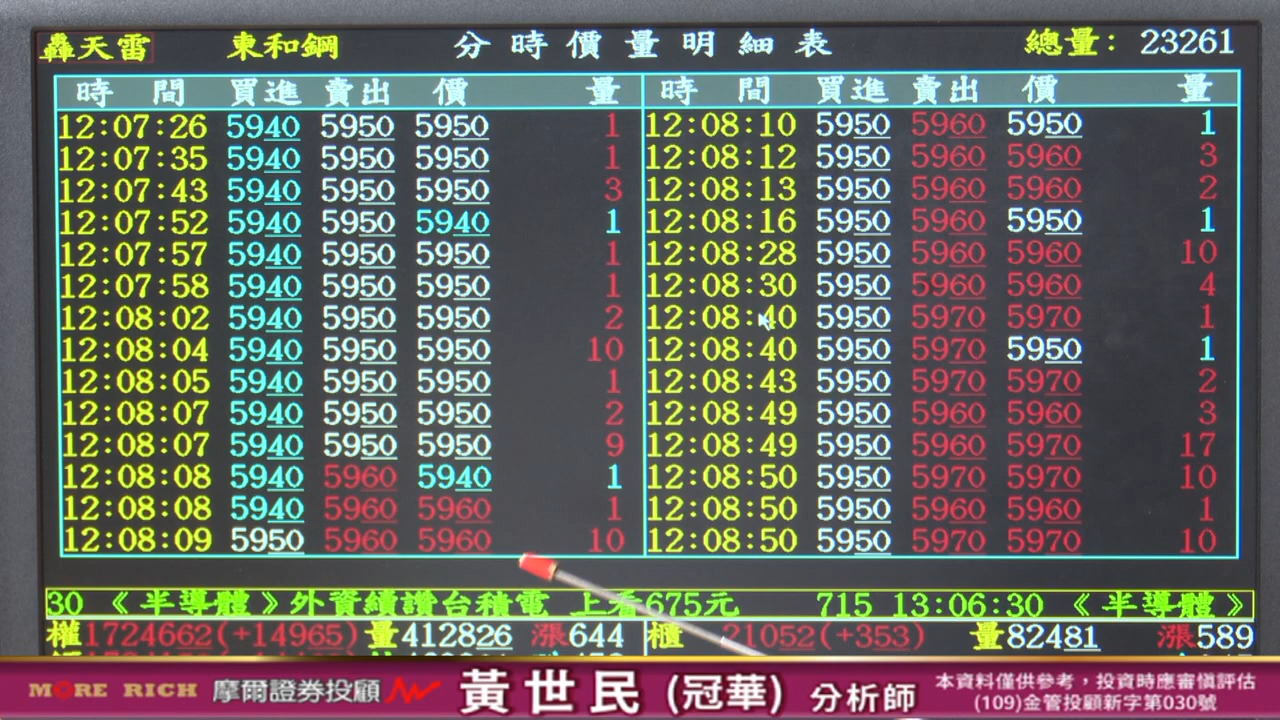 轟天雷 東和鋼 分時價量明細表 總量: 23261
時 間 買進 賣出 價 量 時 間 買進 賣出 價 量
12:07:26 5940 5950 5950 1 12:08:10 5950 5960 5950 1
12:07:35 5940 5950 5950 1 12:08:12 5950 5960 5960 3
12:07:43 5940 5950 5950 3 12:08:13 5950 5960 5960 2
12:07:52 5940 5950 5940 1 12:08:16 5950 5960 5950 1
12:07:57 5940 5950 5950 1 12:08:28 5950 5960 5960 10
12:07:58 5940 5950 5950 1 12:08:30 5950 5960 5960 4
12:08:02 5940 5950 5950 2 12:08:40 5950 5970 5970 1
12:08:04 5940 5950 5950 10 12:08:40 5950 5970 5950 1
12:08:05 5940 5950 5950 1 12:08:43 5950 5970 5970 2
12:08:07 5940 5950 5950 2 12:08:49 5950 5960 5960 3
12:08:07 5940 5950 5950 9 12:08:49 5950 5960 5970 17
12:08:08 5940 5960 5940 1 12:08:50 5950 5970 5970 10
12:08:08 5940 5960 5960 1 12:08:50 5950 5970 5970 1
12:08:09 5950 5960 5960 10 12:08:50 5950 5970 5970 10
30 《半導體》外資續讚台積電 上看675元 715 13:06:30 《半導體》
權1724662(+14965) 量412826 漲644 櫃 21052(+353) 量82481 漲589
MORE RICH 摩爾證券投顧 黃世民 (冠華) 分析師 本資料僅供參考，投資時應審慎評估
(109)金管投顧新字第030號